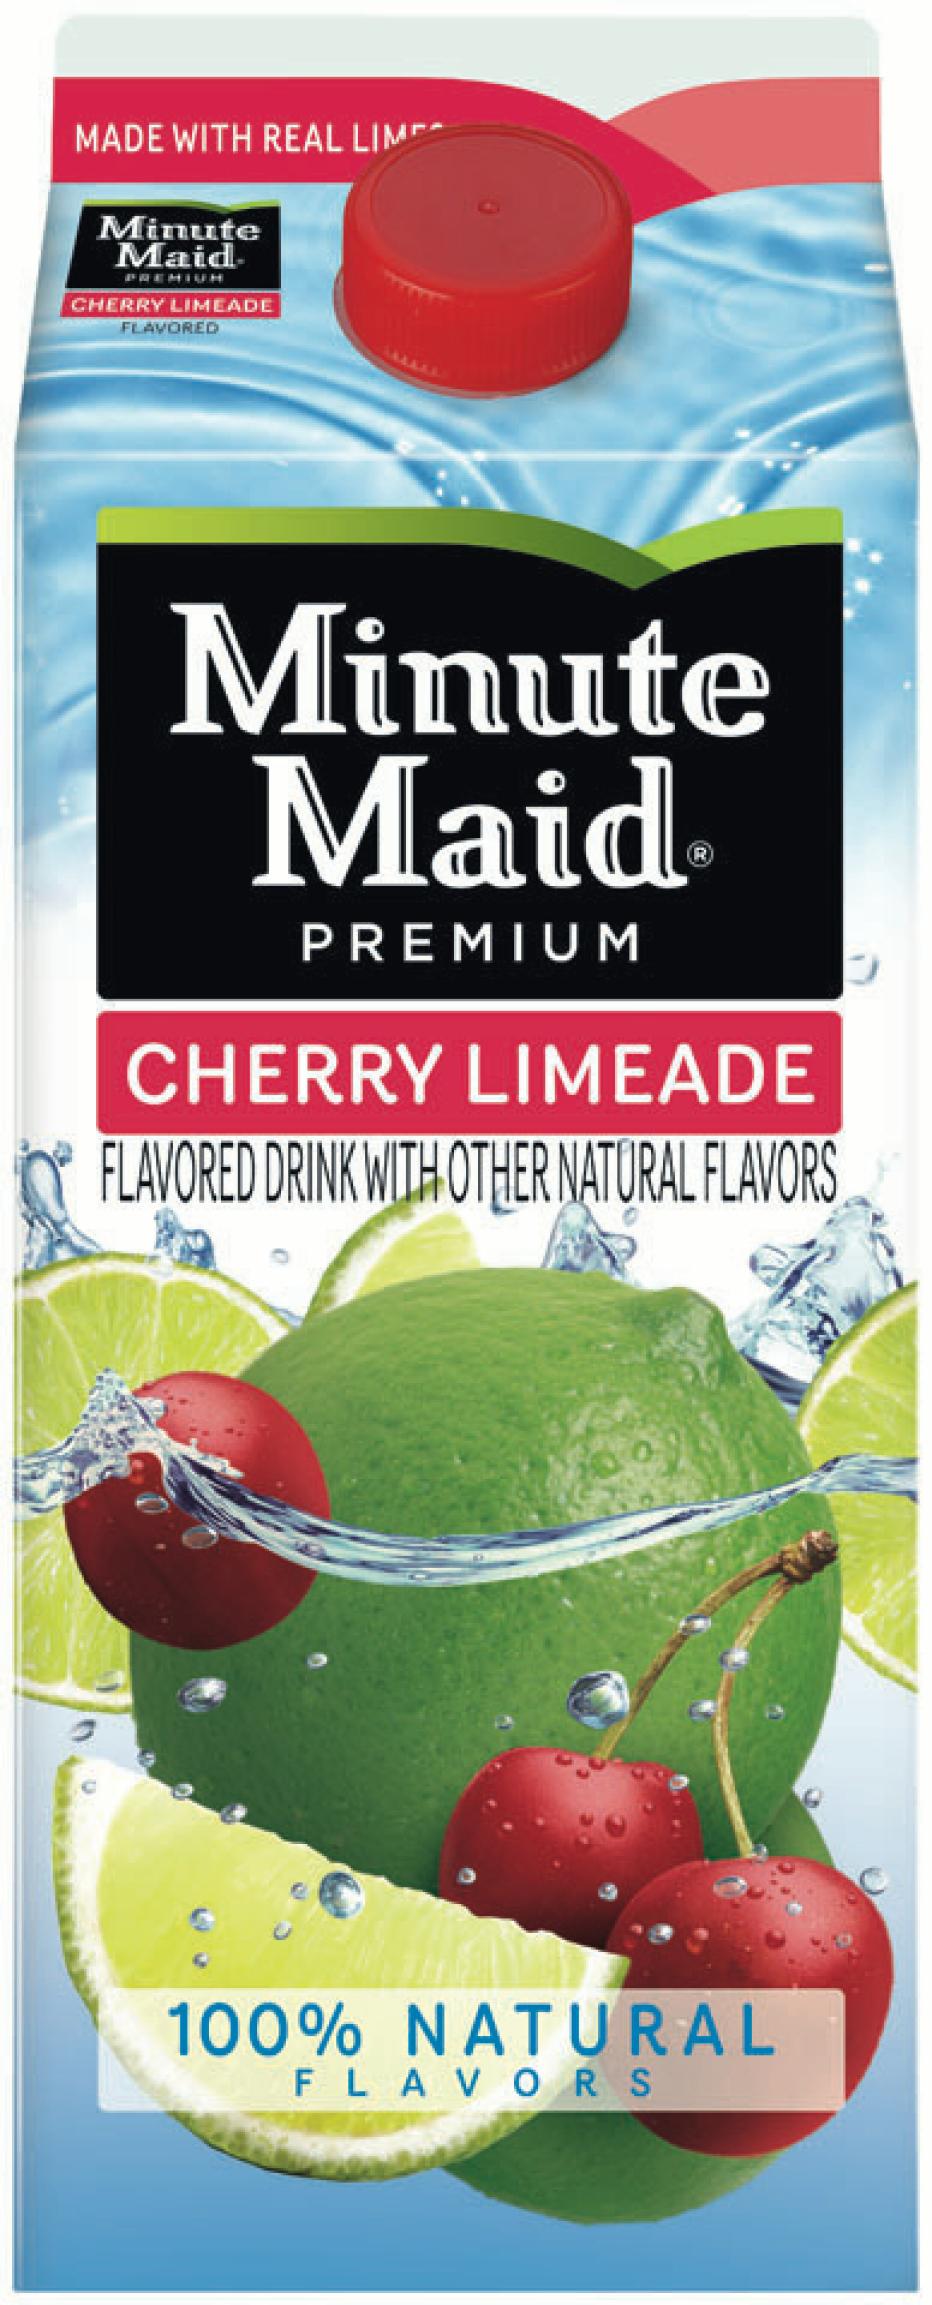 MADE WITH REAL LIMES
Minute
Maid
PREMIUM
CHERRY LIMEADE
FLAVORED
Minute
Maid®
PREMIUM
CHERRY LIMEADE
FLAVORED DRINK WITH OTHER NATURAL FLAVORS
100% NATURAL
FLAVORS